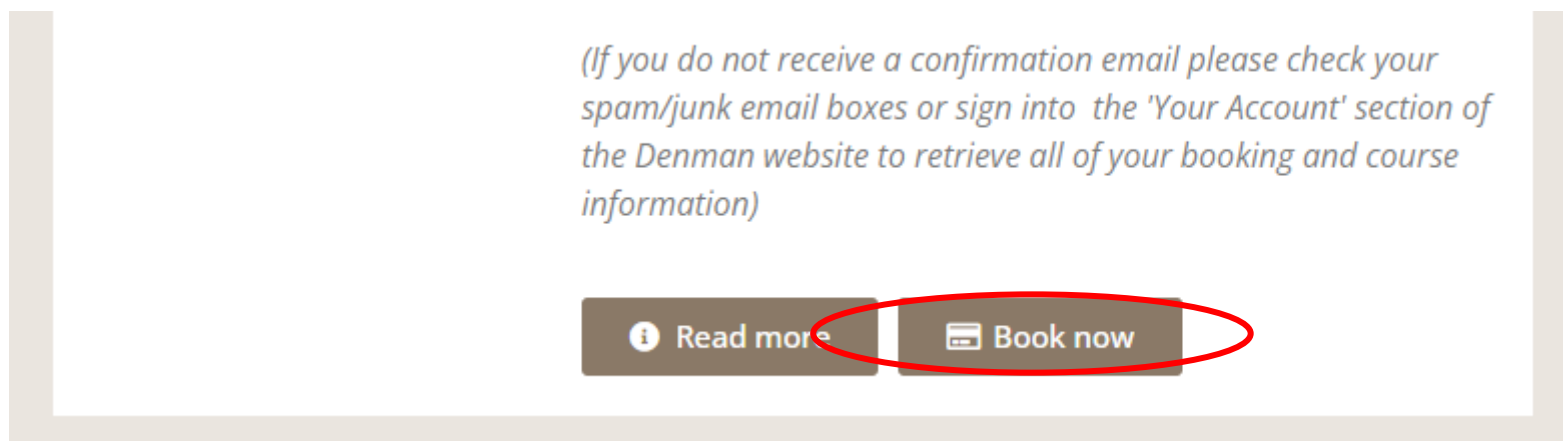 (If you do not receive a confirmation email please check your
spam/junk email boxes or sign into  the 'Your Account' section of
the Denman website to retrieve all of your booking and course
information)
Read more
Book now